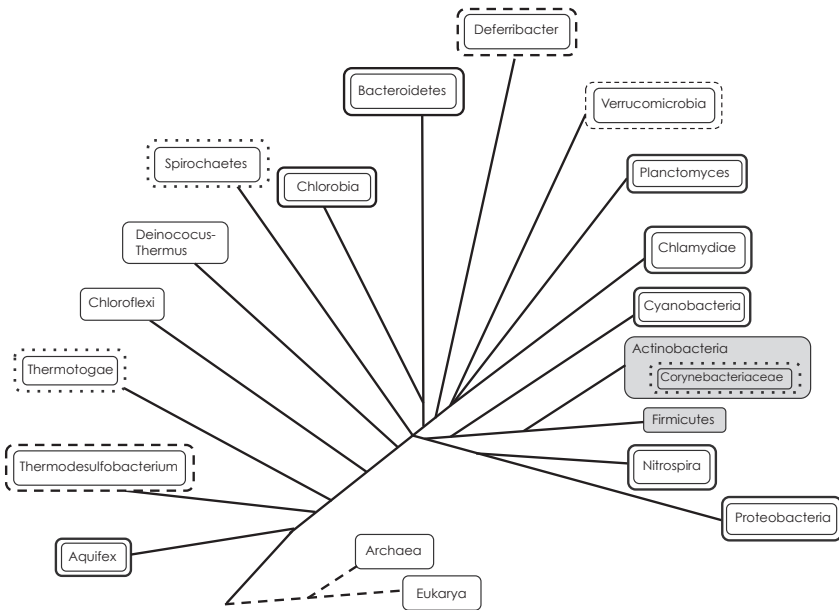 Deferribacter
Bacteroidetes
Verrucomicrobia
Spirochaetes
Planctomyces
Chlorobia
Deinococus-
Thermus
Chlamydiae
Chloroflexi
Cyanobacteria
Actinobacteria
Thermotogae
Corynebacteriaceae
Firmicutes
Thermodesulfobacterium
Nitrospira
Proteobacteria
Archaea
Aquifex
Eukarya